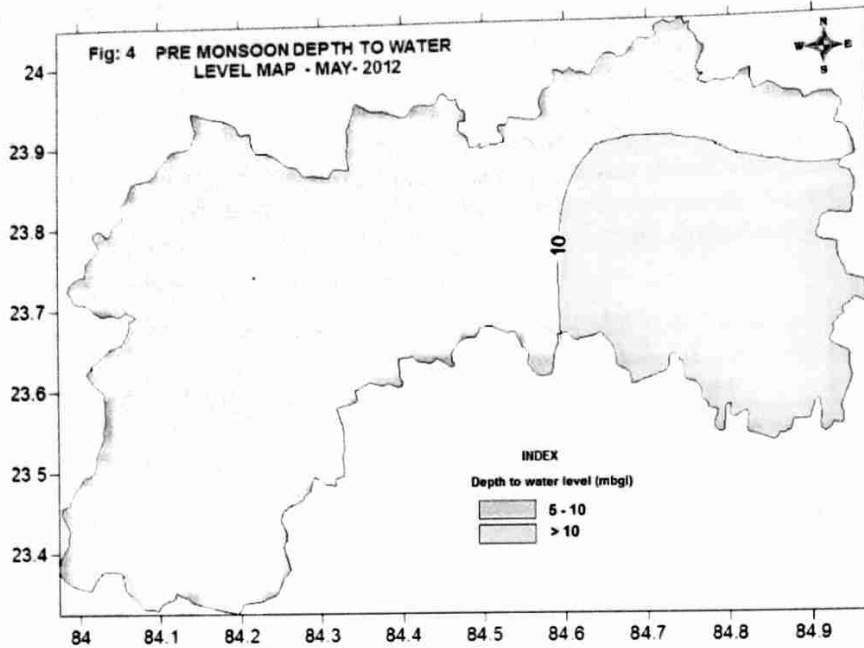 Fig: 4 PRE MONSOON DEPTH TO WATER
LEVEL MAP - MAY- 2012
N
W E
S
24
23.9
23.8
23.7
23.6
23.5
23.4
10
INDEX
Depth to water level (mbgl)
5 - 10
> 10
84 84.1 84.2 84.3 84.4 84.5 84.6 84.7 84.8 84.9